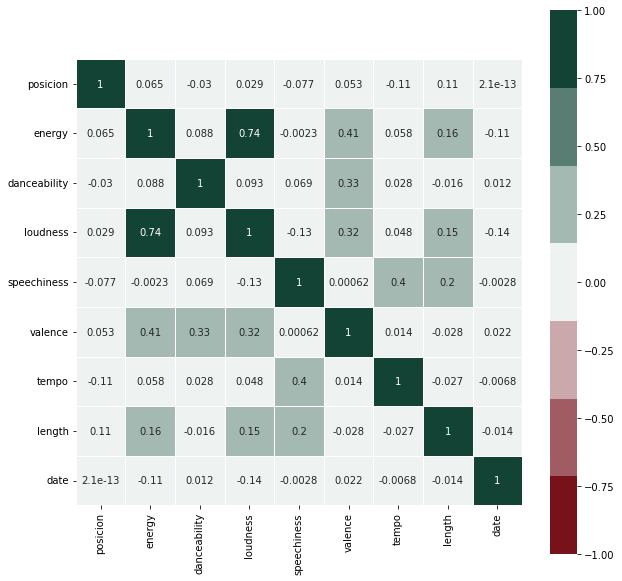 posicion 1 0.065 -0.03 0.029 -0.077 0.053 -0.11 0.11 2.1e-13
energy 0.065 1 0.088 0.74 -0.0023 0.41 0.058 0.16 -0.11
danceability -0.03 0.088 1 0.093 0.069 0.33 0.028 -0.016 0.012
loudness 0.029 0.74 0.093 1 -0.13 0.32 0.048 0.15 -0.14
speechiness -0.077 -0.0023 0.069 -0.13 1 0.00062 0.4 0.2 -0.0028
valence 0.053 0.41 0.33 0.32 0.00062 1 0.014 -0.028 0.022
tempo -0.11 0.058 0.028 0.048 0.4 0.014 1 -0.027 -0.0068
length 0.11 0.16 -0.016 0.15 0.2 -0.028 -0.027 1 -0.014
date 2.1e-13 -0.11 0.012 -0.14 -0.0028 0.022 -0.0068 -0.014 1
posicion energy danceability loudness speechiness valence tempo length date
1.00
0.75
0.50
0.25
0.00
−0.25
−0.50
−0.75
−1.00